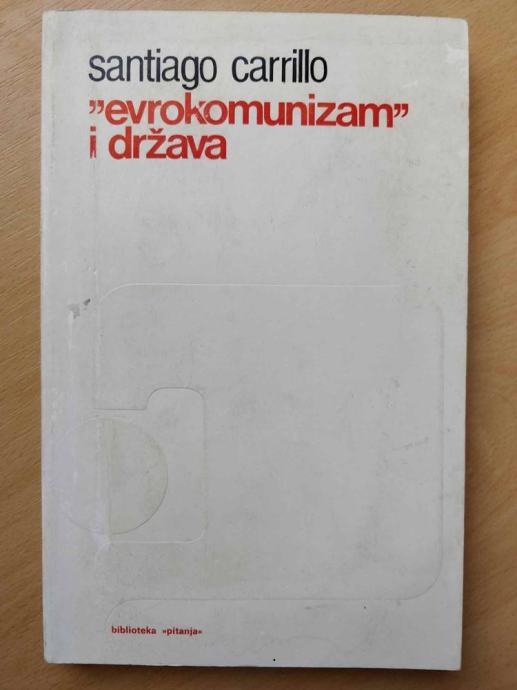 santiago carrillo
”evrokomunizam”
i država
biblioteka »pitanja«